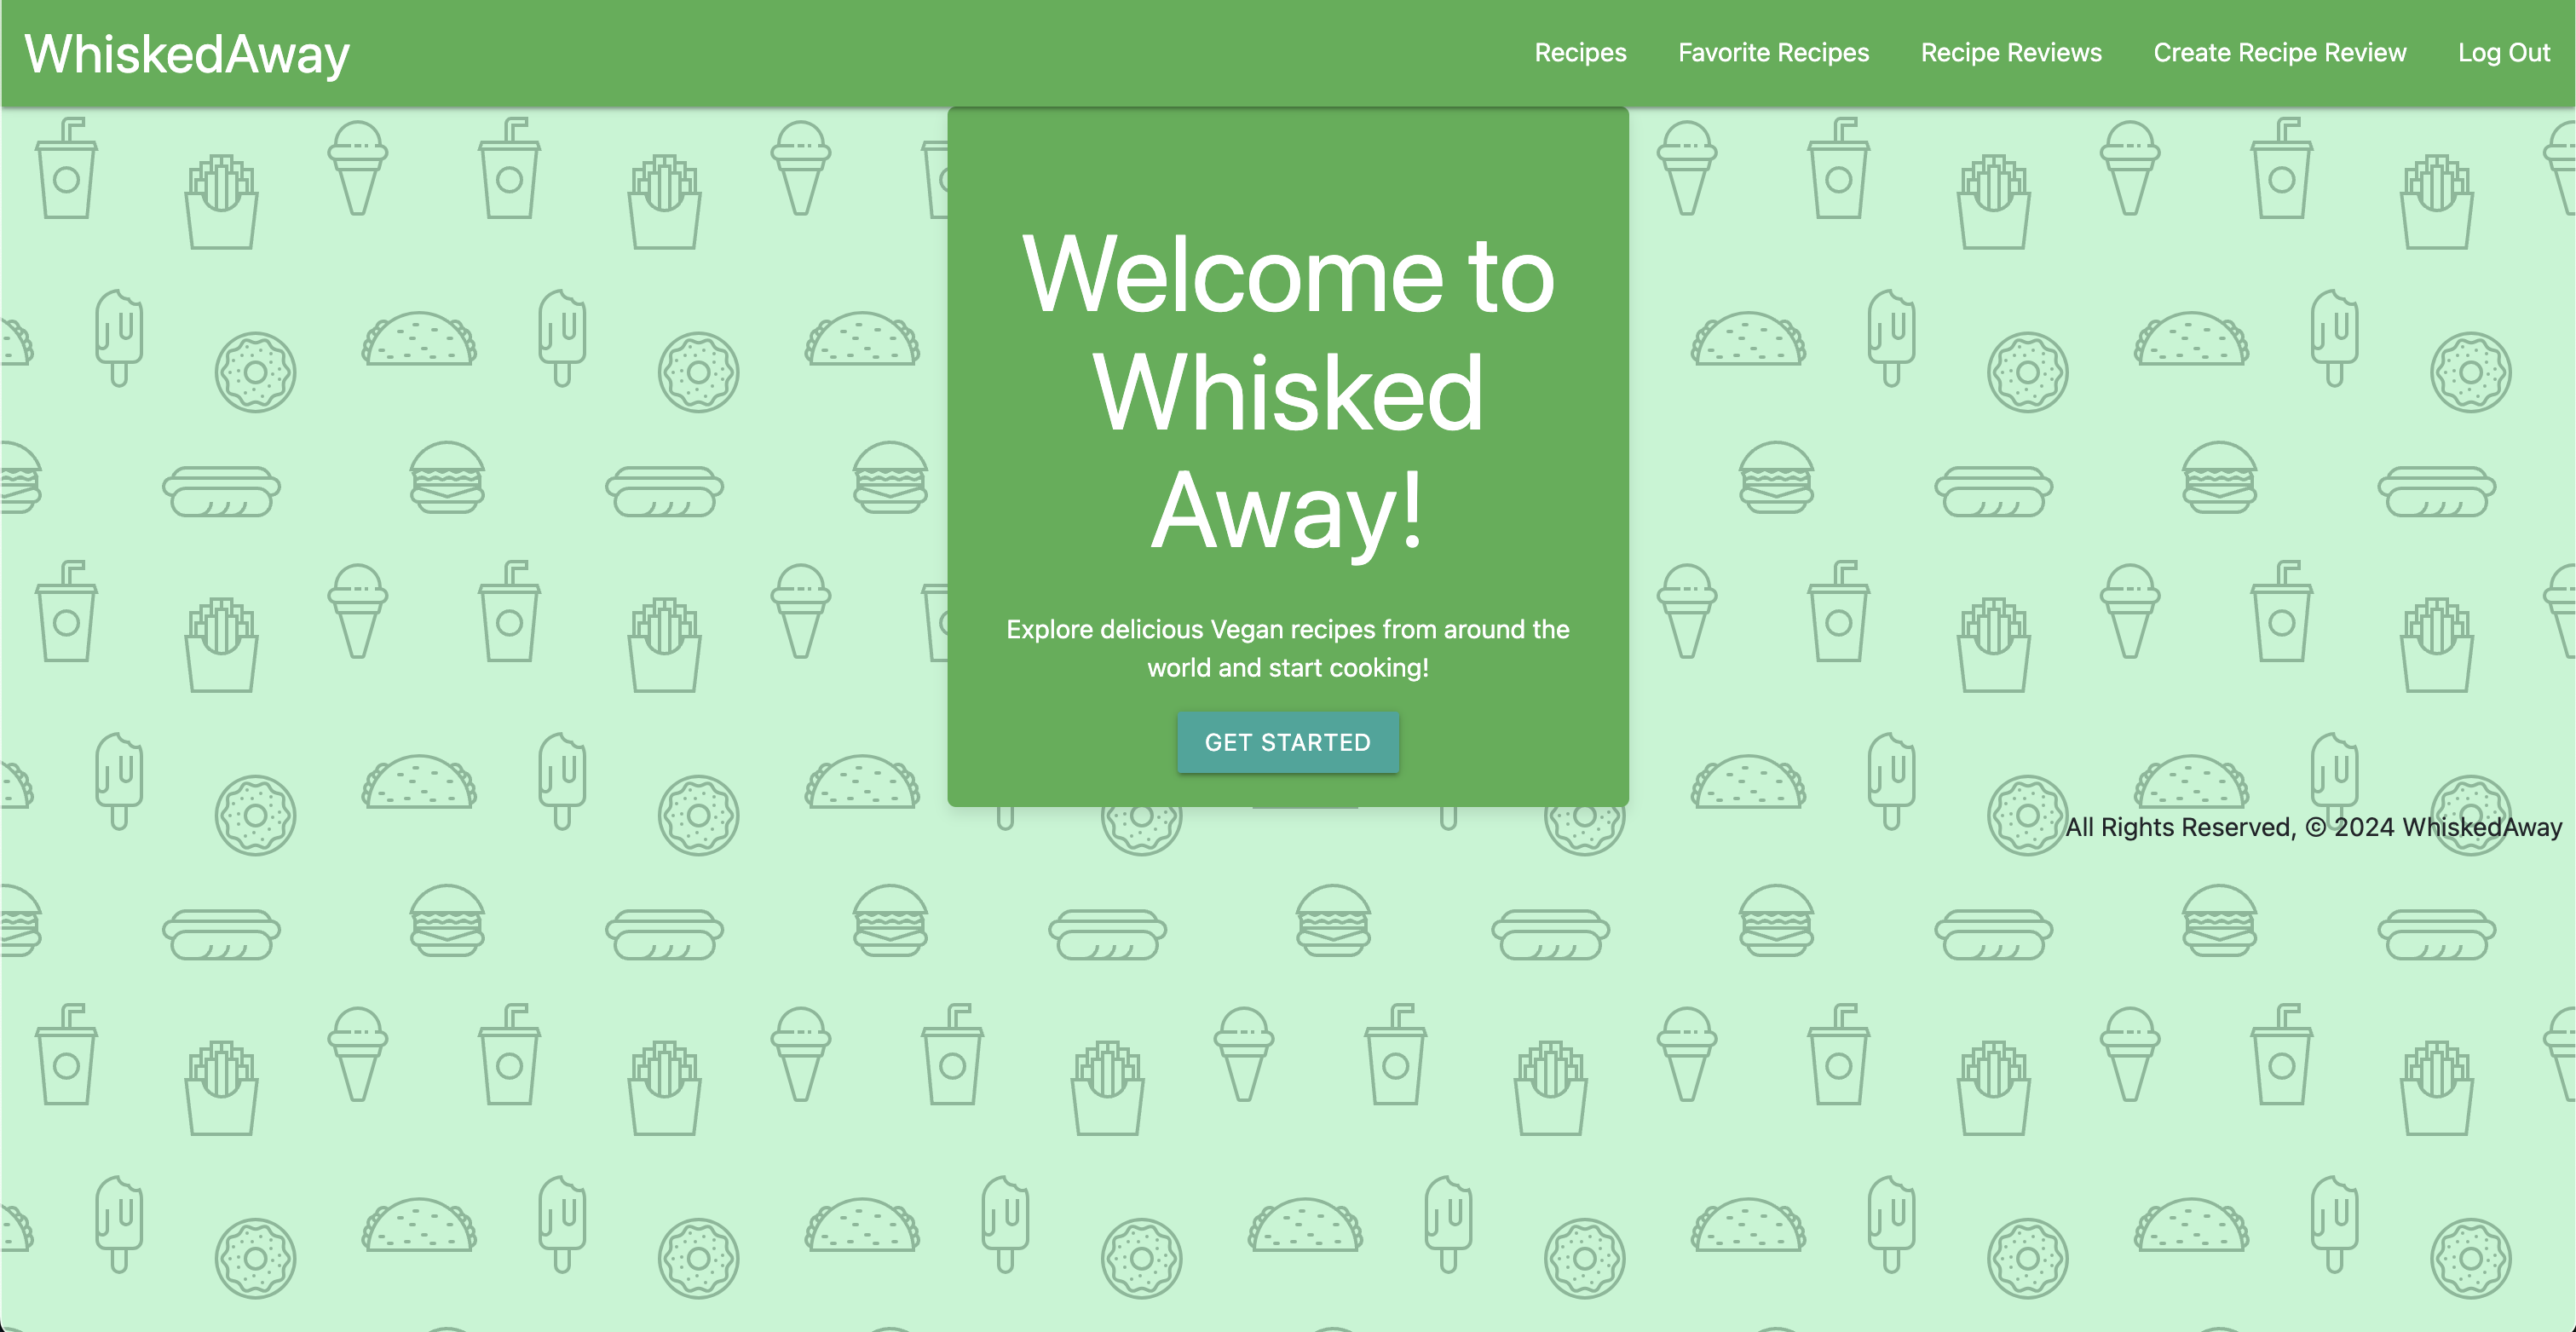 WhiskedAway
Recipes
Favorite Recipes
Recipe Reviews
Create Recipe Review
Log Out
Welcome to
Whisked
Away!
Explore delicious Vegan recipes from around the
world and start cooking!
GET STARTED
All Rights Reserved, © 2024 WhiskedAway